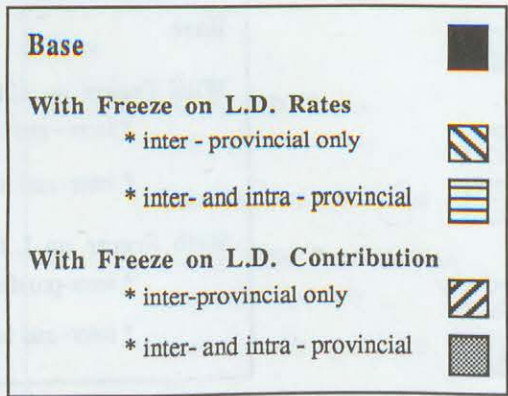 Base
With Freeze on L.D. Rates
* inter - provincial only
* inter- and intra - provincial
With Freeze on L.D. Contribution
* inter-provincial only
* inter- and intra - provincial